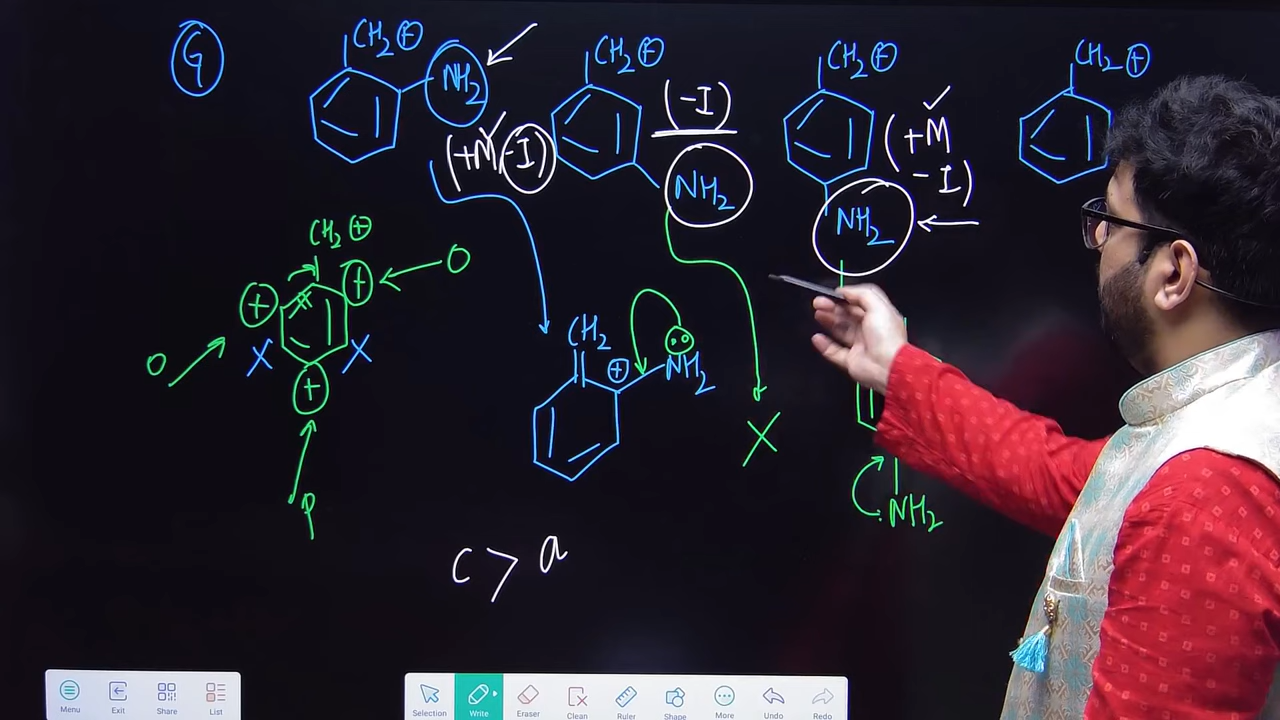 G
CH₂⊕
NH₂
(+M -I)
CH₂⊕
(-I)
NH₂
CH₂⊕
(+M
-I)
NH₂
CH₂⊕
CH₂⊕
+
+
O
O
X
X
+
P
CH₂
+
NH₂
X
NH₂
c > a
Menu
Exit
Share
List
Selection
Write
Eraser
Clean
Ruler
Shape
More
Undo
Redo